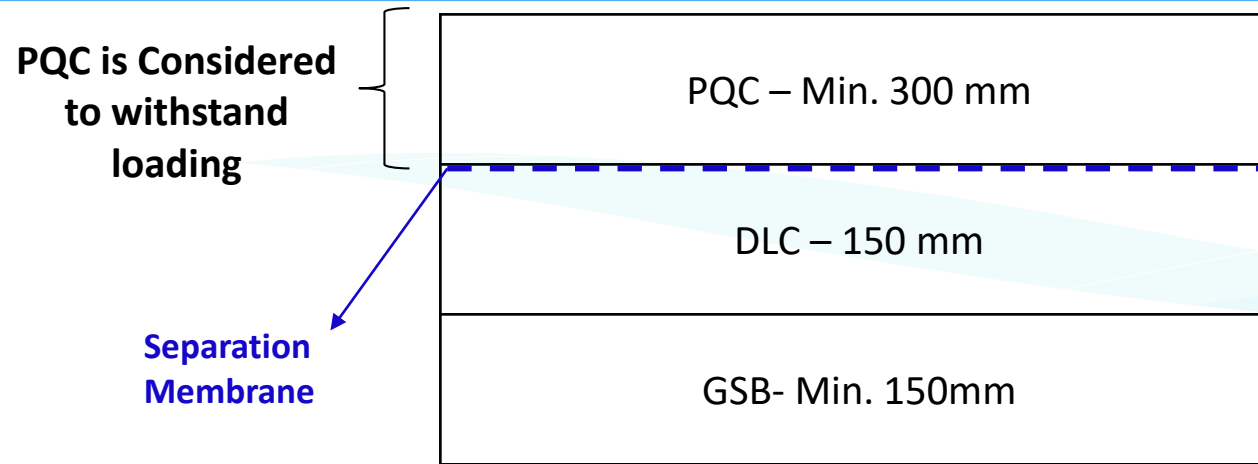 PQC is Considered
to withstand
loading
PQC – Min. 300 mm
DLC – 150 mm
Separation
Membrane
GSB- Min. 150mm